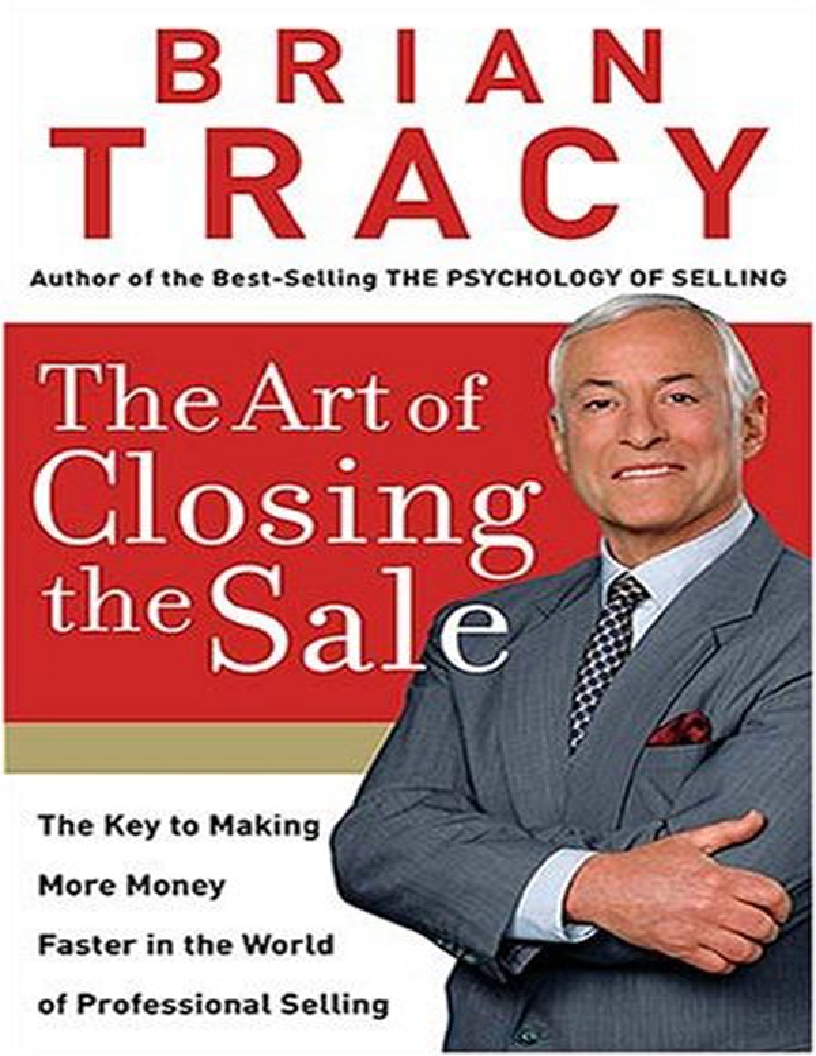 BRIAN
TRACY
Author of the Best-Selling THE PSYCHOLOGY OF SELLING
The Art of
Closing
the Sale
The Key to Making
More Money
Faster in the World
of Professional Selling